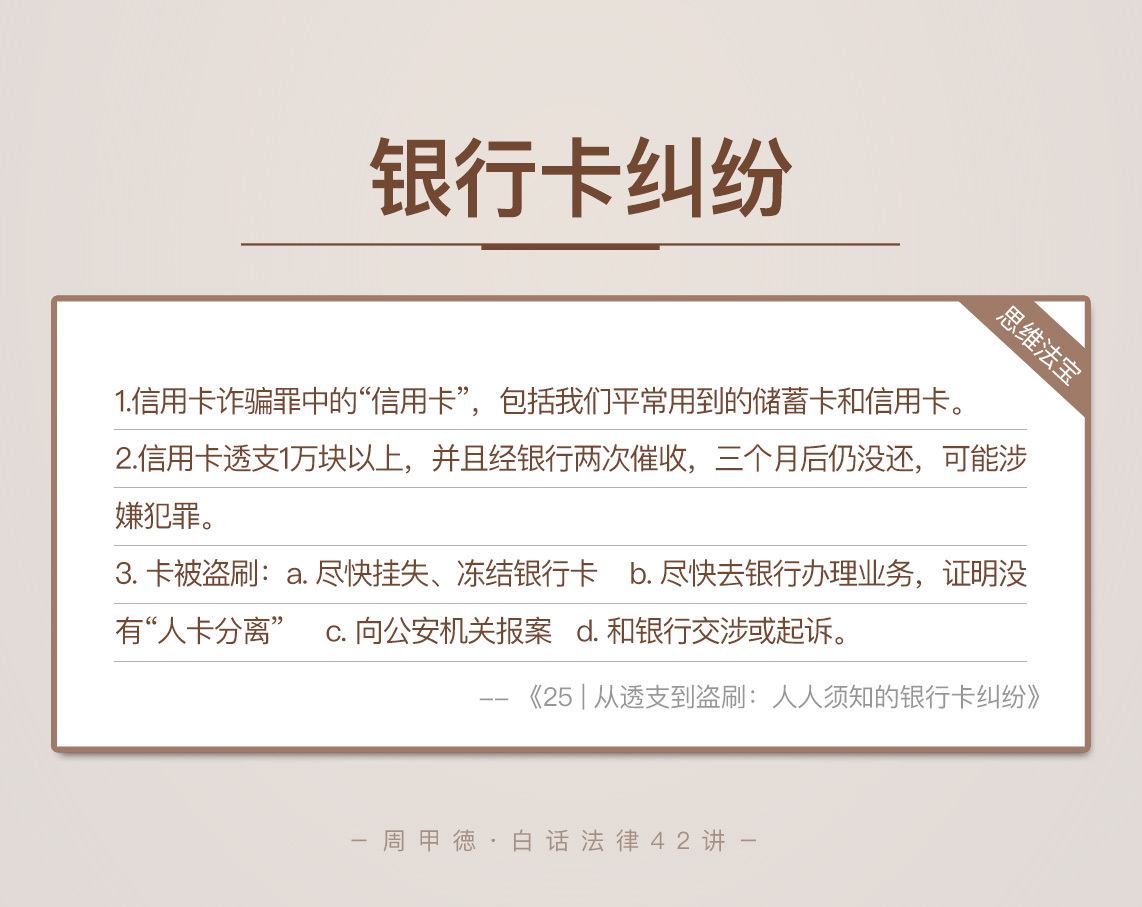 银行卡纠纷
思维法宝
1.信用卡诈骗罪中的“信用卡”，包括我们平常用到的储蓄卡和信用卡。
2.信用卡透支1万块以上，并且经银行两次催收，三个月后仍没还，可能涉
嫌犯罪。
3. 卡被盗刷：a. 尽快挂失、冻结银行卡 b. 尽快去银行办理业务，证明没
有“人卡分离” c. 向公安机关报案 d. 和银行交涉或起诉。
-- 《25 | 从透支到盗刷：人人须知的银行卡纠纷》
– 周甲德 · 白话法律42讲 –